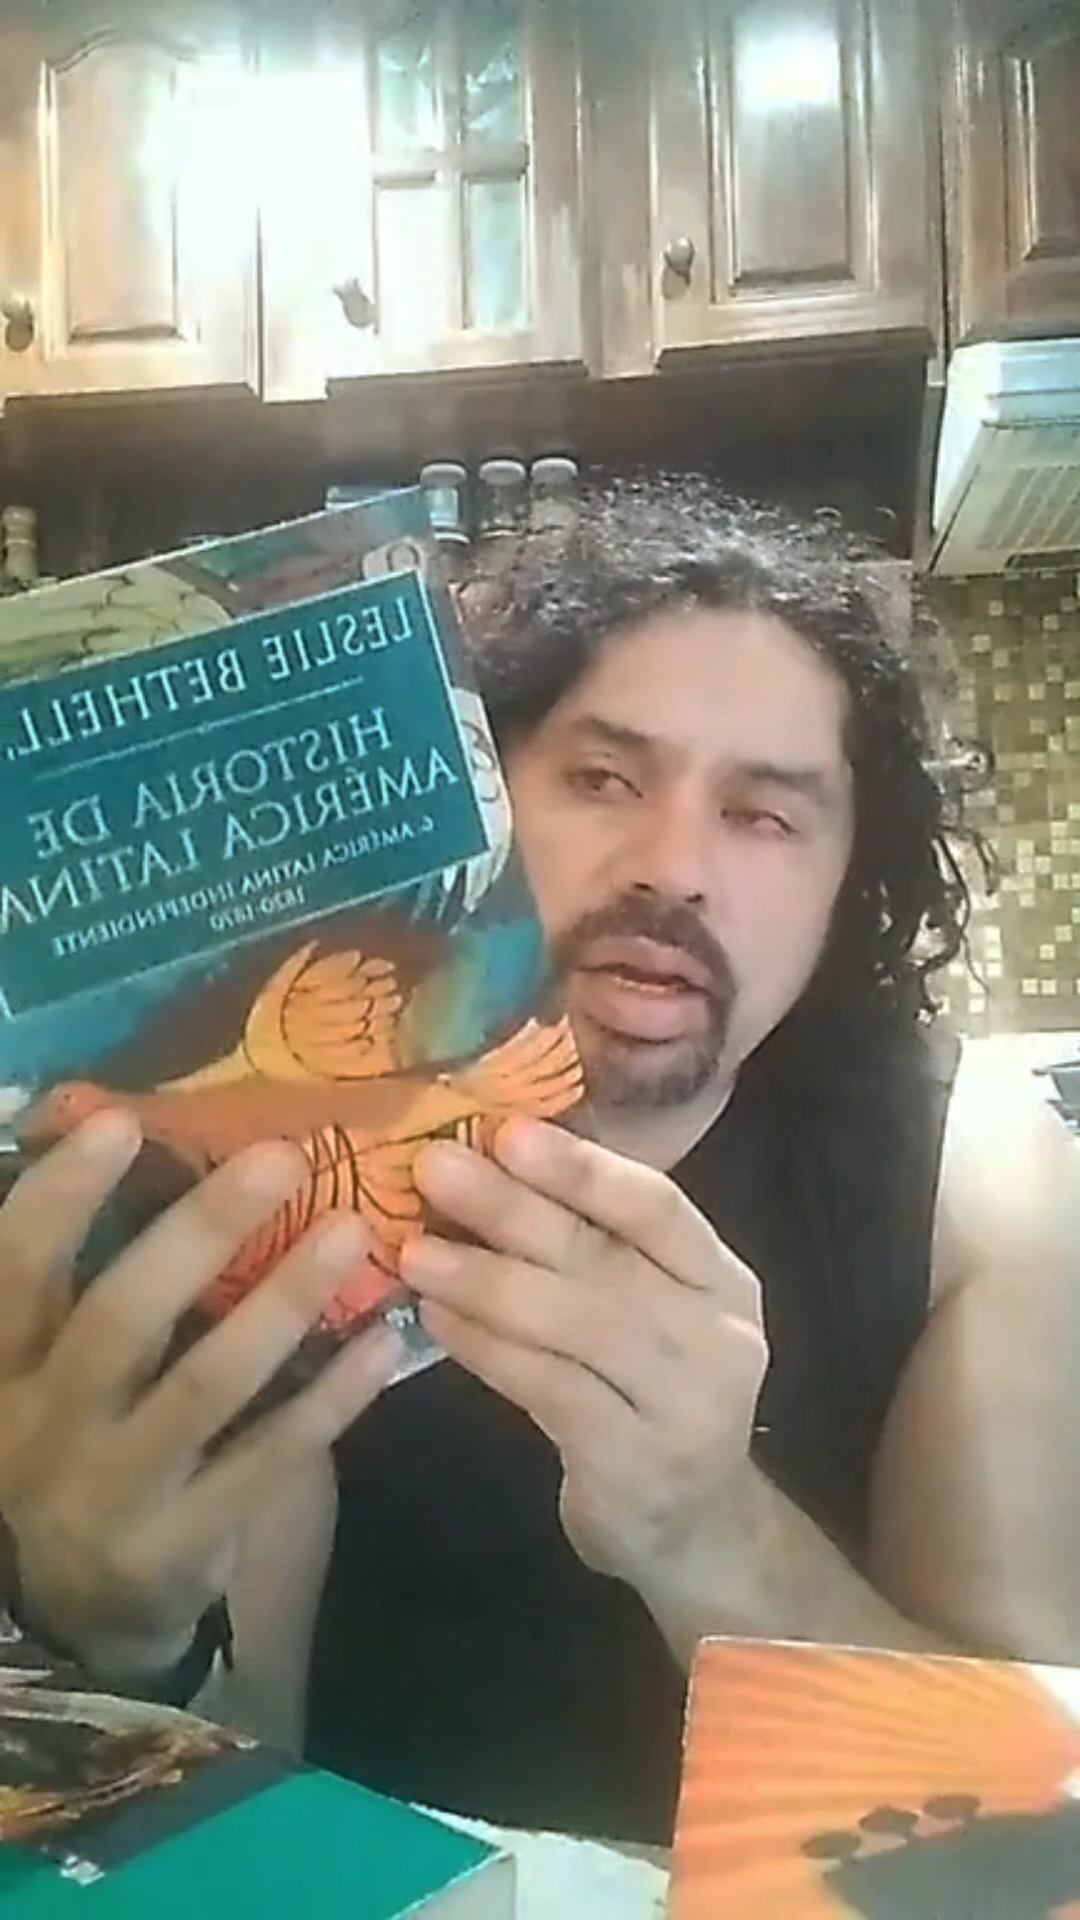 LESLIE BETHELL,
HISTORIA DE
AMÉRICA LATINA
6. AMÉRICA LATINA INDEPENDIENTE
1820-1870